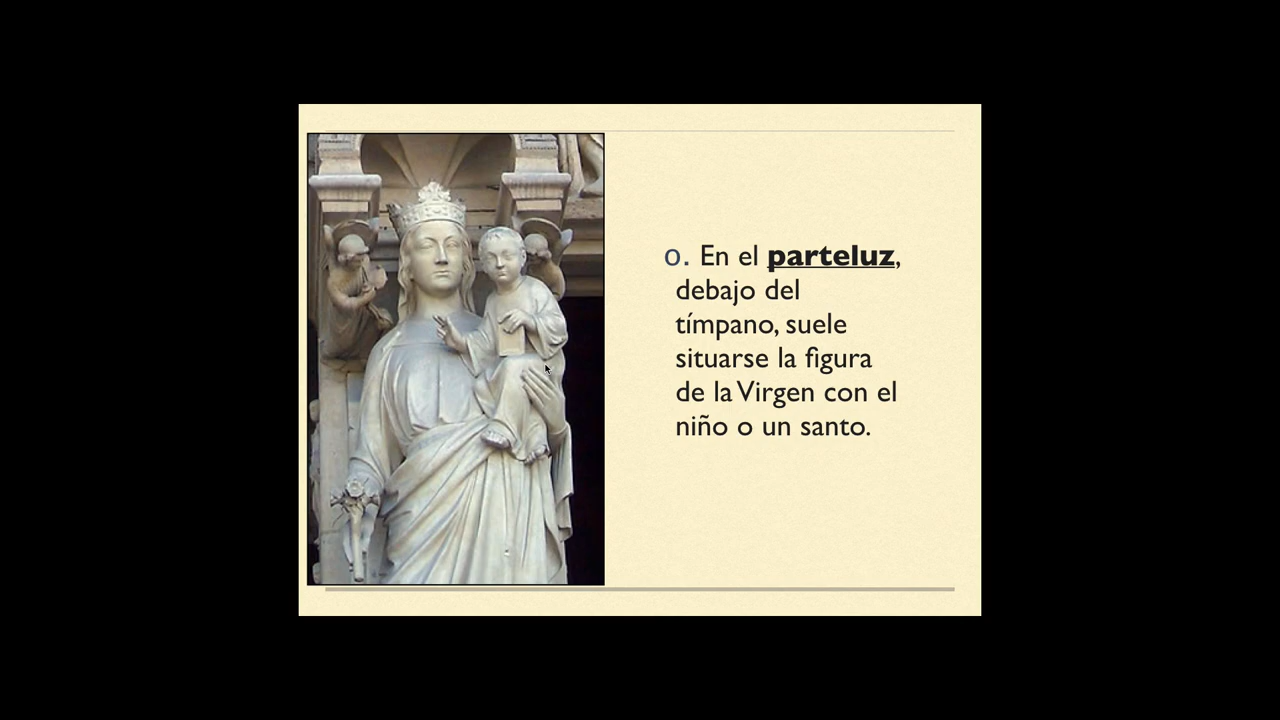 o. En el parteluz,
debajo del
tímpano, suele
situarse la figura
de la Virgen con el
niño o un santo.